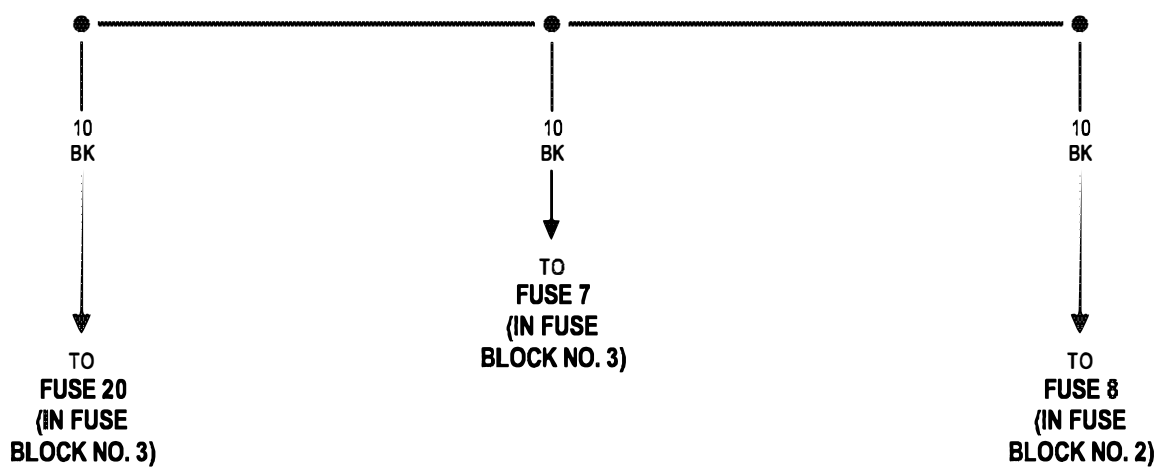 10
BK
TO
FUSE 20
(IN FUSE
BLOCK NO. 3)
10
BK
TO
FUSE 7
(IN FUSE
BLOCK NO. 3)
10
BK
TO
FUSE 8
(IN FUSE
BLOCK NO. 2)